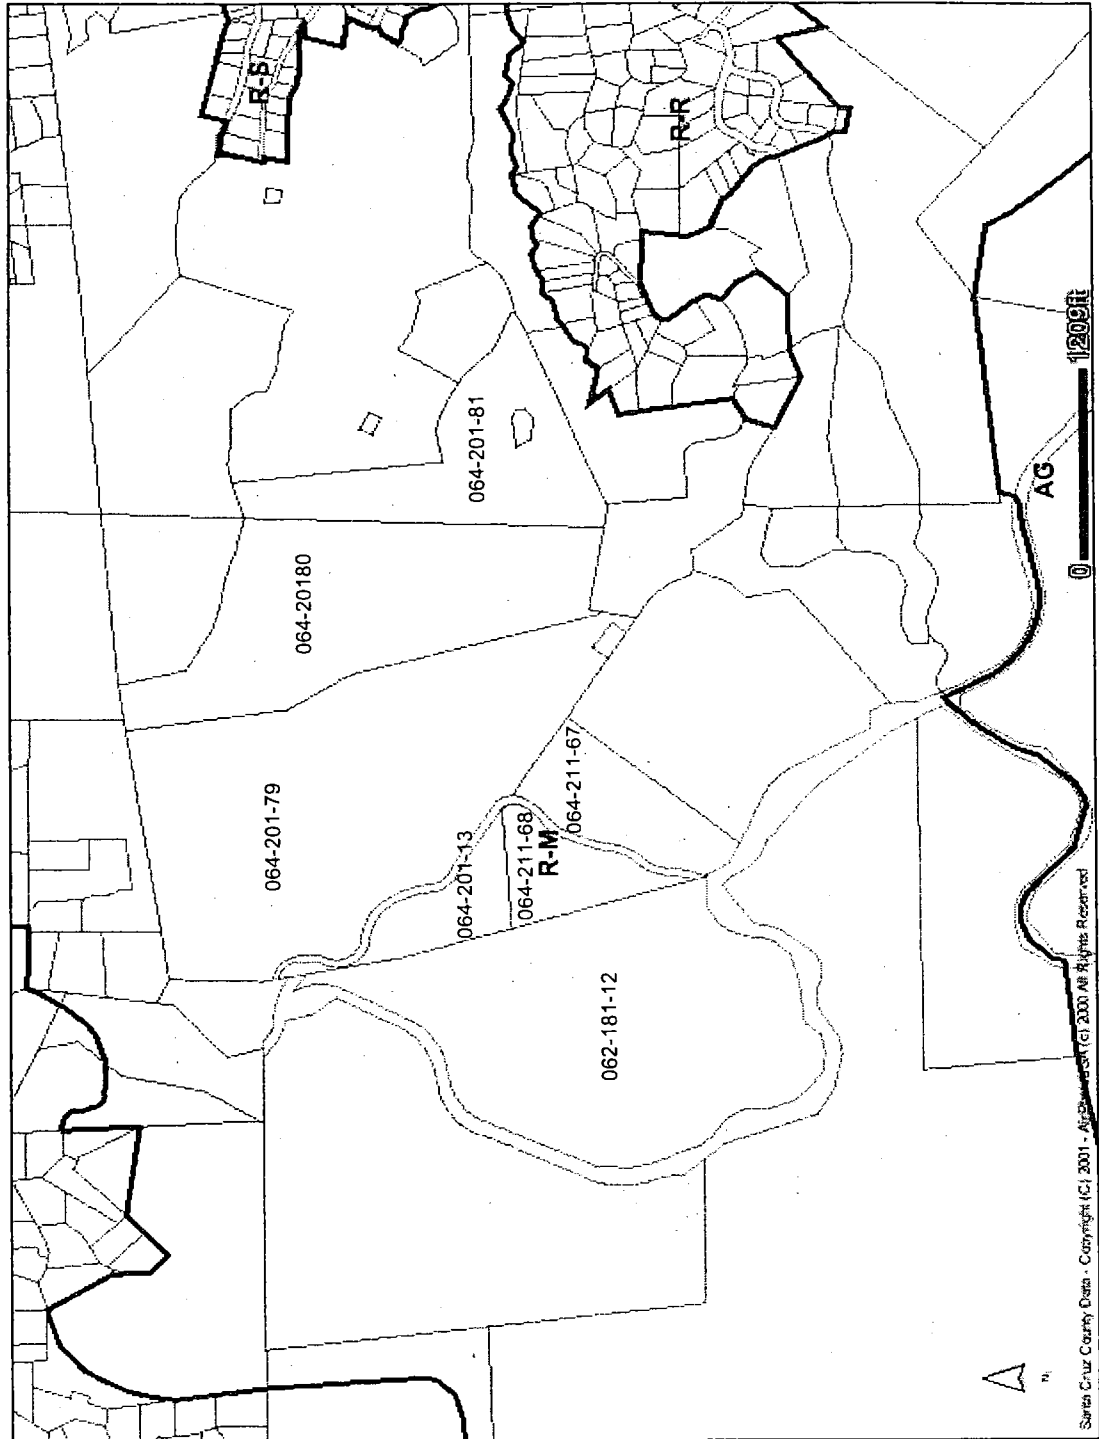 R-S
R-R
064-201-81
064-20180
064-201-79
064-201-13
064-211-68
R-M
064-211-67
062-181-12
AG
0
1209ft
N
Santa Cruz County Data - Copyright (C) 2001 - (c) 2000 All Rights Reserved